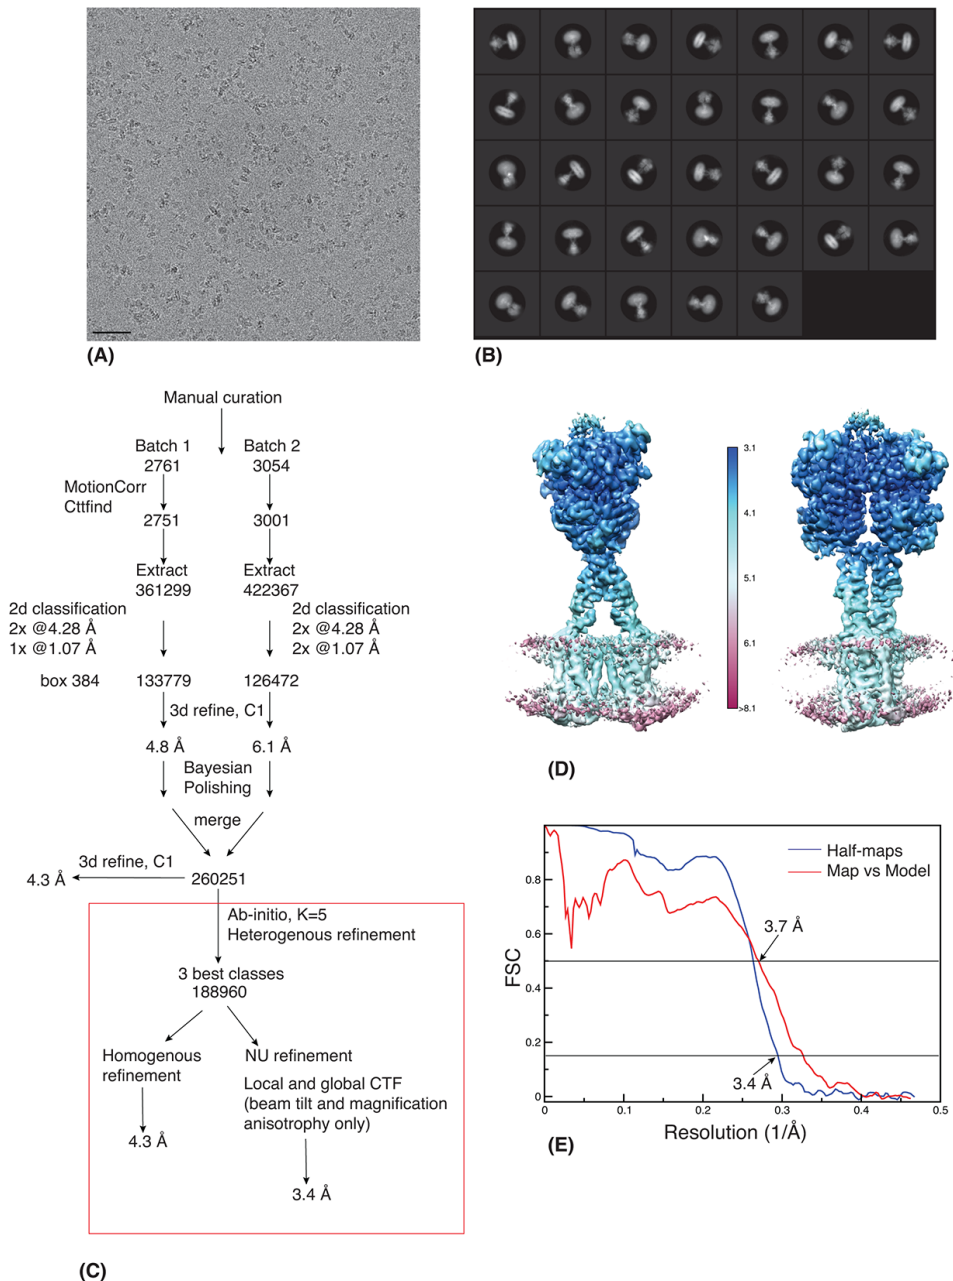 (A)
(B)
Manual curation
Batch 1
Batch 2
2761
3054
MotionCorr
Cttfind
2751
3001
Extract
361299
Extract
422367
2d classification
2x @4.28 Å
1x @1.07 Å
2d classification
2x @4.28 Å
2x @1.07 Å
box 384
133779
126472
3d refine, C1
4.8 Å
6.1 Å
Bayesian
Polishing
merge
3d refine, C1
4.3 Å
260251
Ab-initio, K=5
Heterogenous refinement
3 best classes
188960
Homogenous
refinement
NU refinement
Local and global CTF
(beam tilt and magnification
anisotropy only)
4.3 Å
3.4 Å
(C)
3.1
4.1
5.1
6.1
>8.1
(D)
Half-maps
Map vs Model
3.7 Å
3.4 Å
FSC
0.8
0.6
0.4
0.2
0
0
0.1
0.2
0.3
0.4
0.5
Resolution (1/Å)
(E)